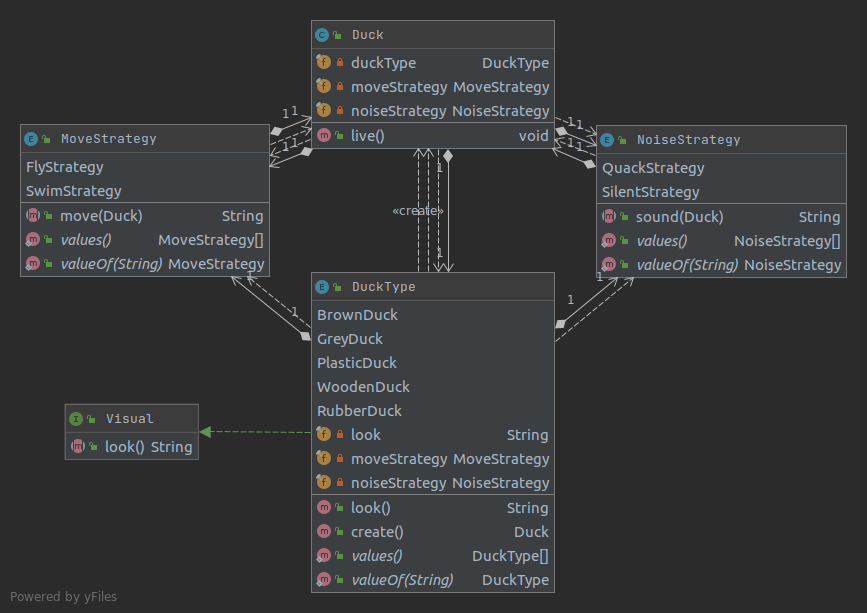 C Duck
f duckType DuckType
f moveStrategy MoveStrategy
f noiseStrategy NoiseStrategy
m live() void
E MoveStrategy
FlyStrategy
SwimStrategy
m move(Duck) String
m values() MoveStrategy[]
m valueOf(String) MoveStrategy
E NoiseStrategy
QuackStrategy
SilentStrategy
m sound(Duck) String
m values() NoiseStrategy[]
m valueOf(String) NoiseStrategy
1 1
1 1
1 1
1 1
1
«create»
1
1
1
1
1
E DuckType
BrownDuck
GreyDuck
PlasticDuck
WoodenDuck
RubberDuck
f look String
f moveStrategy MoveStrategy
f noiseStrategy NoiseStrategy
m look() String
m create() Duck
m values() DuckType[]
m valueOf(String) DuckType
I Visual
m look() String
Powered by yFiles